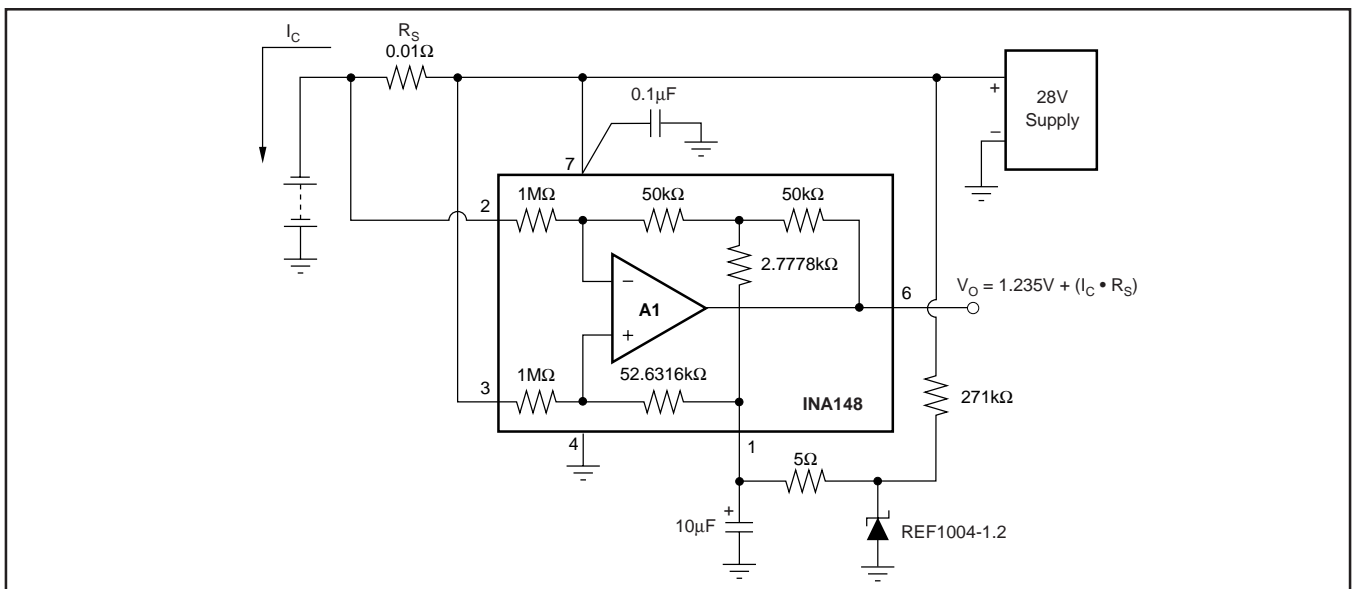 I_C
R_S
0.01Ω
0.1µF
+
28V
Supply
–
7
1MΩ
50kΩ
50kΩ
2
2.7778kΩ
–
A1
+
6
V_O = 1.235V + (I_C • R_S)
1MΩ
52.6316kΩ
3
INA148
271kΩ
4
1
5Ω
+
10µF
REF1004-1.2